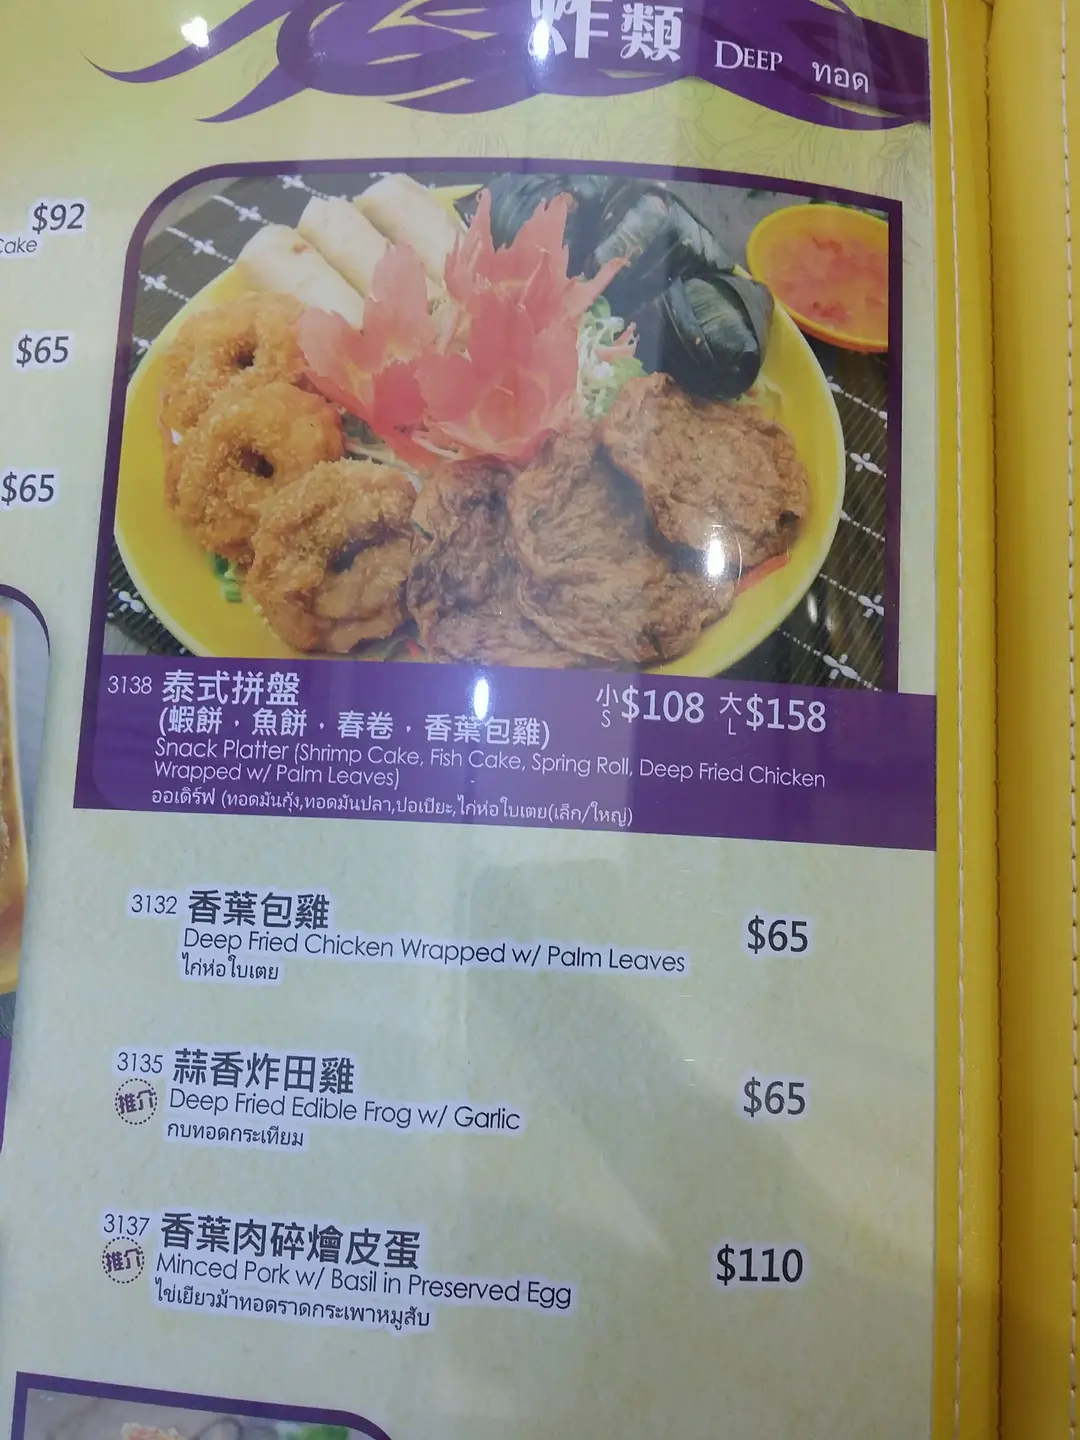 炸類 DEEP ทอด
$92
Cake
$65
$65
3138 泰式拼盤
(蝦餅，魚餅，春卷，香葉包雞)
小 S $108 大 L $158
Snack Platter (Shrimp Cake, Fish Cake, Spring Roll, Deep Fried Chicken
Wrapped w/ Palm Leaves)
ออเดิร์ฟ (ทอดมันกุ้ง,ทอดมันปลา,ปอเปียะ,ไก่ห่อใบเตย(เล็ก/ใหญ่)
3132 香葉包雞 $65
Deep Fried Chicken Wrapped w/ Palm Leaves
ไก่ห่อใบเตย
3135 蒜香炸田雞 $65
推介 Deep Fried Edible Frog w/ Garlic
กบทอดกระเทียม
3137 香葉肉碎燴皮蛋 $110
推介 Minced Pork w/ Basil in Preserved Egg
ไข่เยียวม้าทอดราดกระเพาหมูสับ